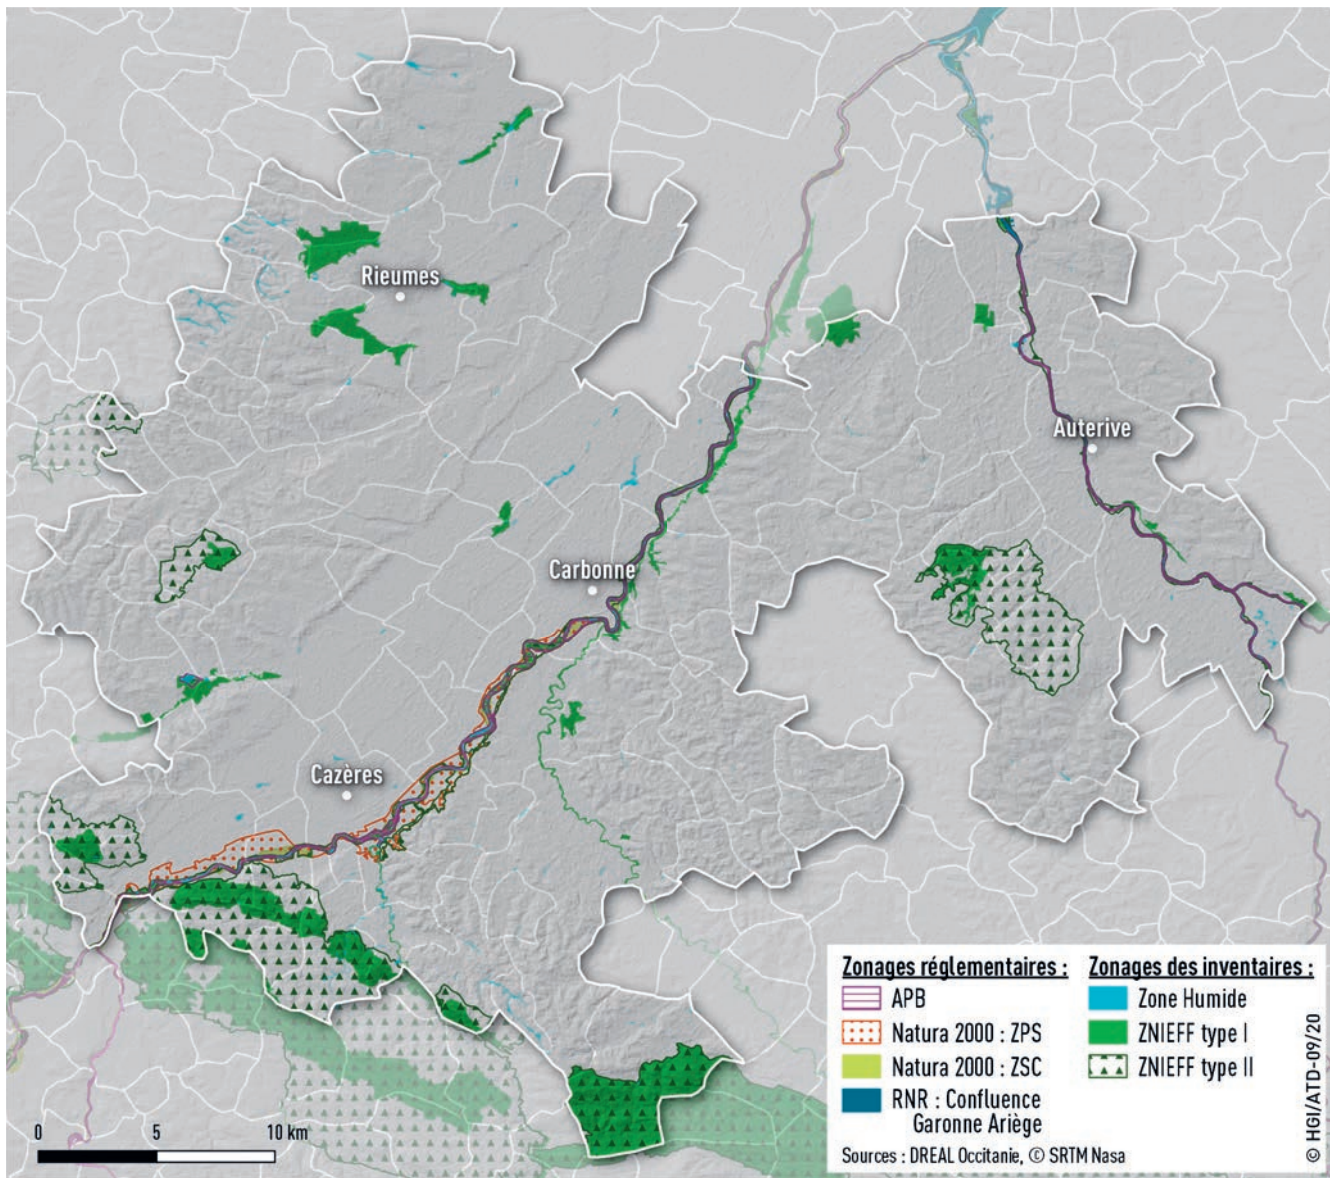 Rieumes
Auterive
Carbonne
Cazères
Zonages réglementaires :
APB
Natura 2000 : ZPS
Natura 2000 : ZSC
RNR : Confluence
Garonne Ariège
Zonages des inventaires :
Zone Humide
ZNIEFF type I
ZNIEFF type II
Sources : DREAL Occitanie, © SRTM Nasa
© HGI/ATD-09/20
0 5 10 km